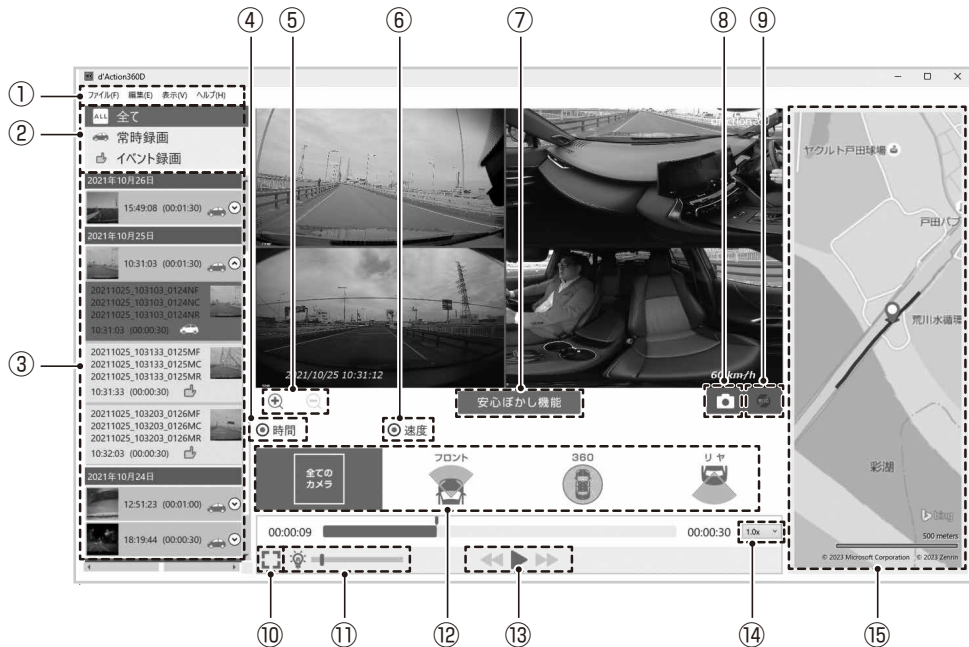 ④ ⑤ ⑥ ⑦ ⑧ ⑨
d'Action360D
① ファイル(F) 編集(E) 表示(V) ヘルプ(H)
②
ALL 全て
常時録画
イベント録画
2021年10月26日
15:49:08 (00:01:30)
2021年10月25日
10:31:03 (00:01:30)
20211025_103103_0124NF
20211025_103103_0124NC
20211025_103103_0124NR
10:31:03 (00:00:30)
③
20211025_103133_0125MF
20211025_103133_0125MC
20211025_103133_0125MR
10:31:33 (00:00:30)
20211025_103203_0126MF
20211025_103203_0126MC
20211025_103203_0126MR
10:32:03 (00:00:30)
2021年10月24日
12:51:23 (00:01:00)
18:19:44 (00:00:30)
2021/10/25 10:31:12
60 km/h
安心ぼかし機能
REC
時間
速度
全ての
カメラ
フロント
360
リヤ
00:00:09
00:00:30
1.0x
ヤクルト戸田球場
戸田パブ
荒川水循環
彩湖
bing
500 meters
© 2023 Microsoft Corporation © 2023 Zenrin
⑩ ⑪ ⑫ ⑬ ⑭ ⑮